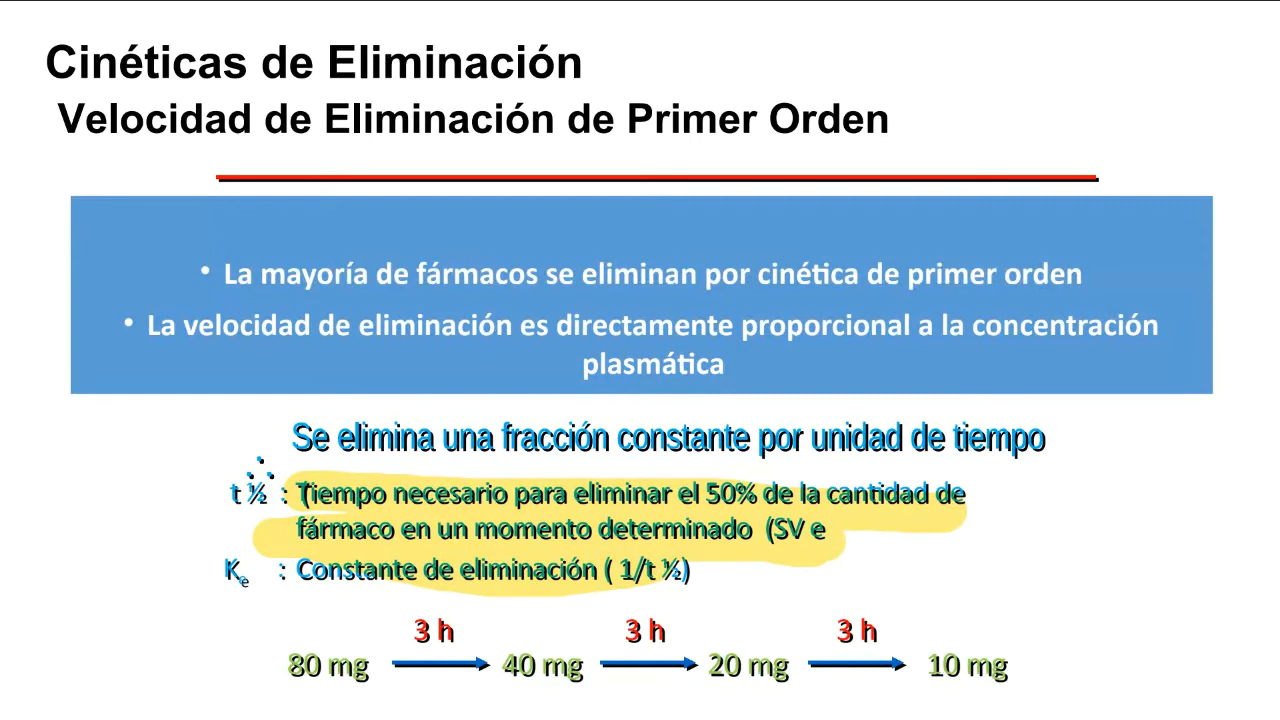 Cinéticas de Eliminación
Velocidad de Eliminación de Primer Orden
• La mayoría de fármacos se eliminan por cinética de primer orden
• La velocidad de eliminación es directamente proporcional a la concentración
plasmática
Se elimina una fracción constante por unidad de tiempo
∴
t ½ : Tiempo necesario para eliminar el 50% de la cantidad de
fármaco en un momento determinado (SV e
Ke : Constante de eliminación ( 1/t ½)
3 h 3 h 3 h
80 mg 40 mg 20 mg 10 mg